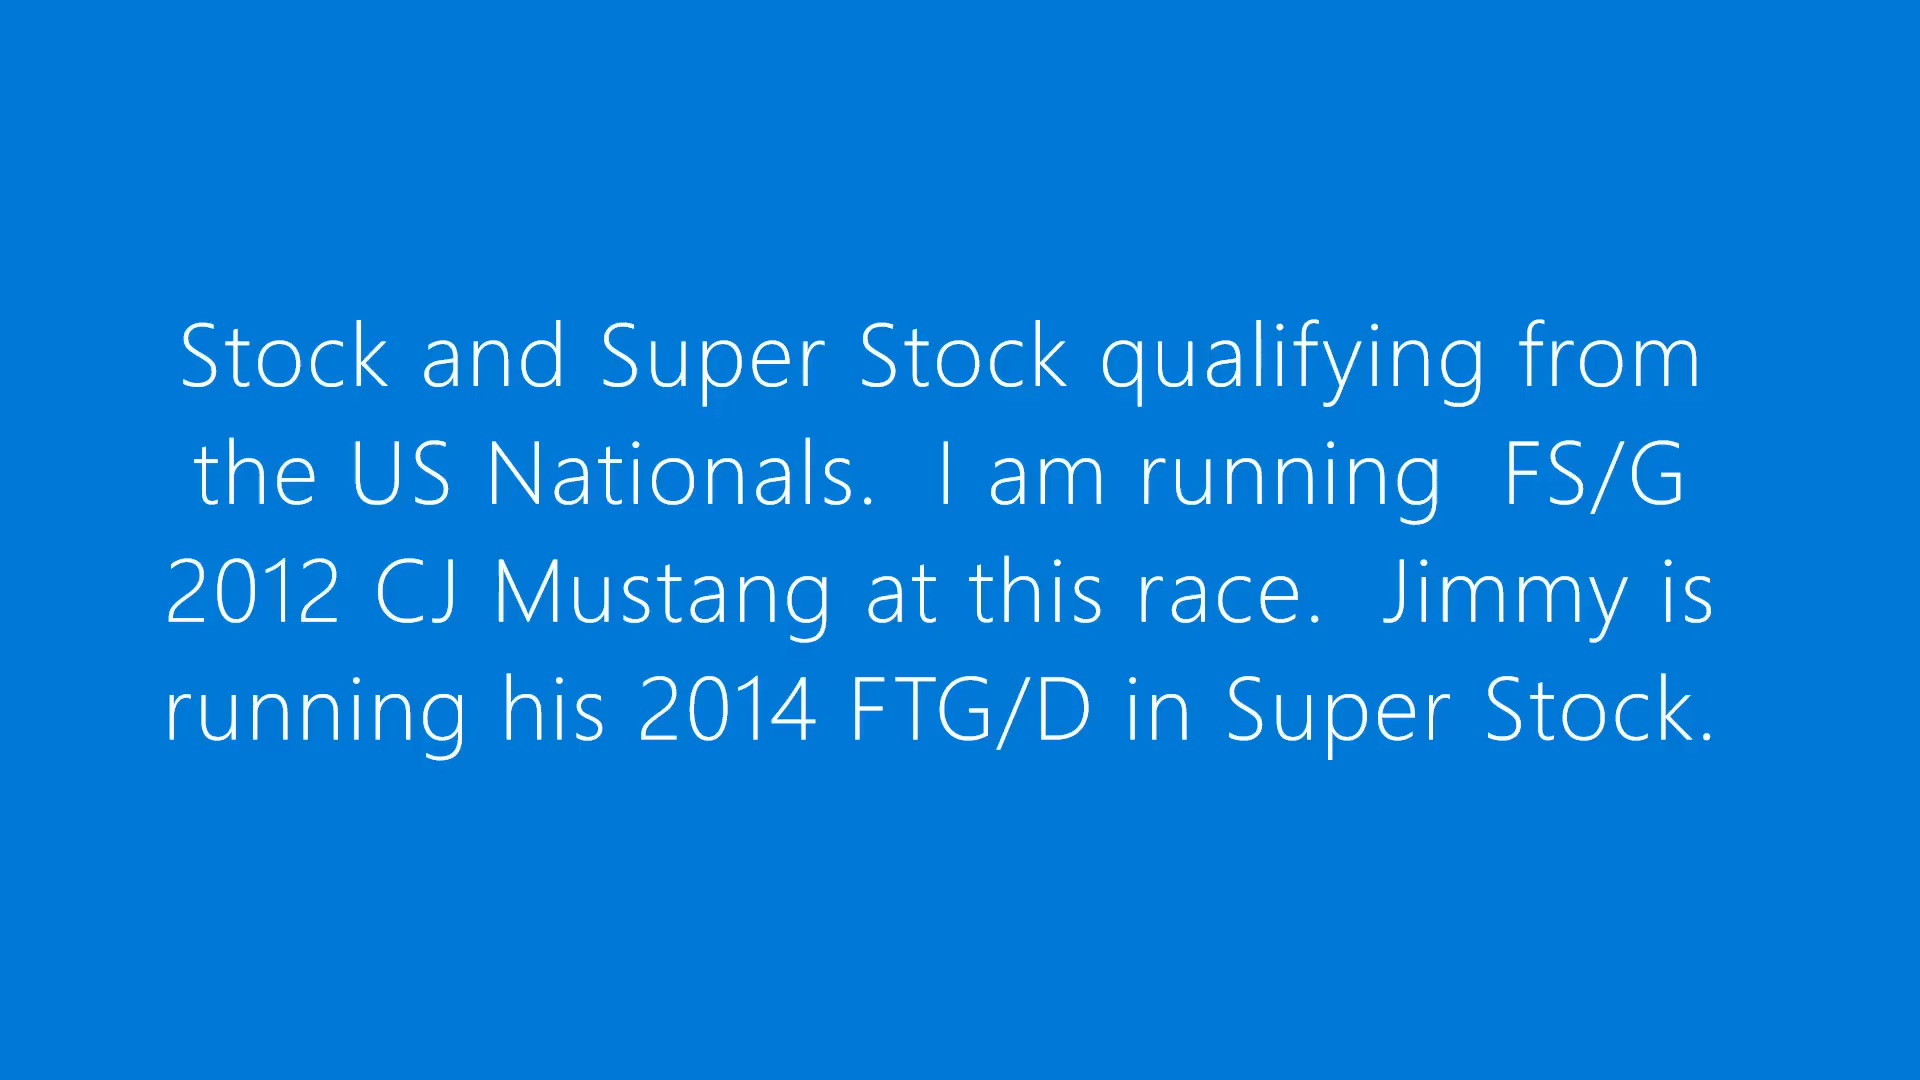 Stock and Super Stock qualifying from
the US Nationals.  I am running  FS/G
2012 CJ Mustang at this race.  Jimmy is
running his 2014 FTG/D in Super Stock.